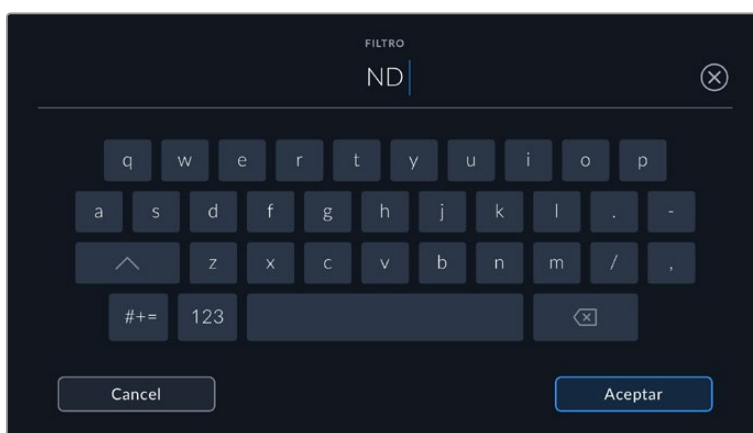 FILTRO
ND
q w e r t y u i o p
a s d f g h j k l . -
z x c v b n m / ,
#+= 123
Cancel Aceptar